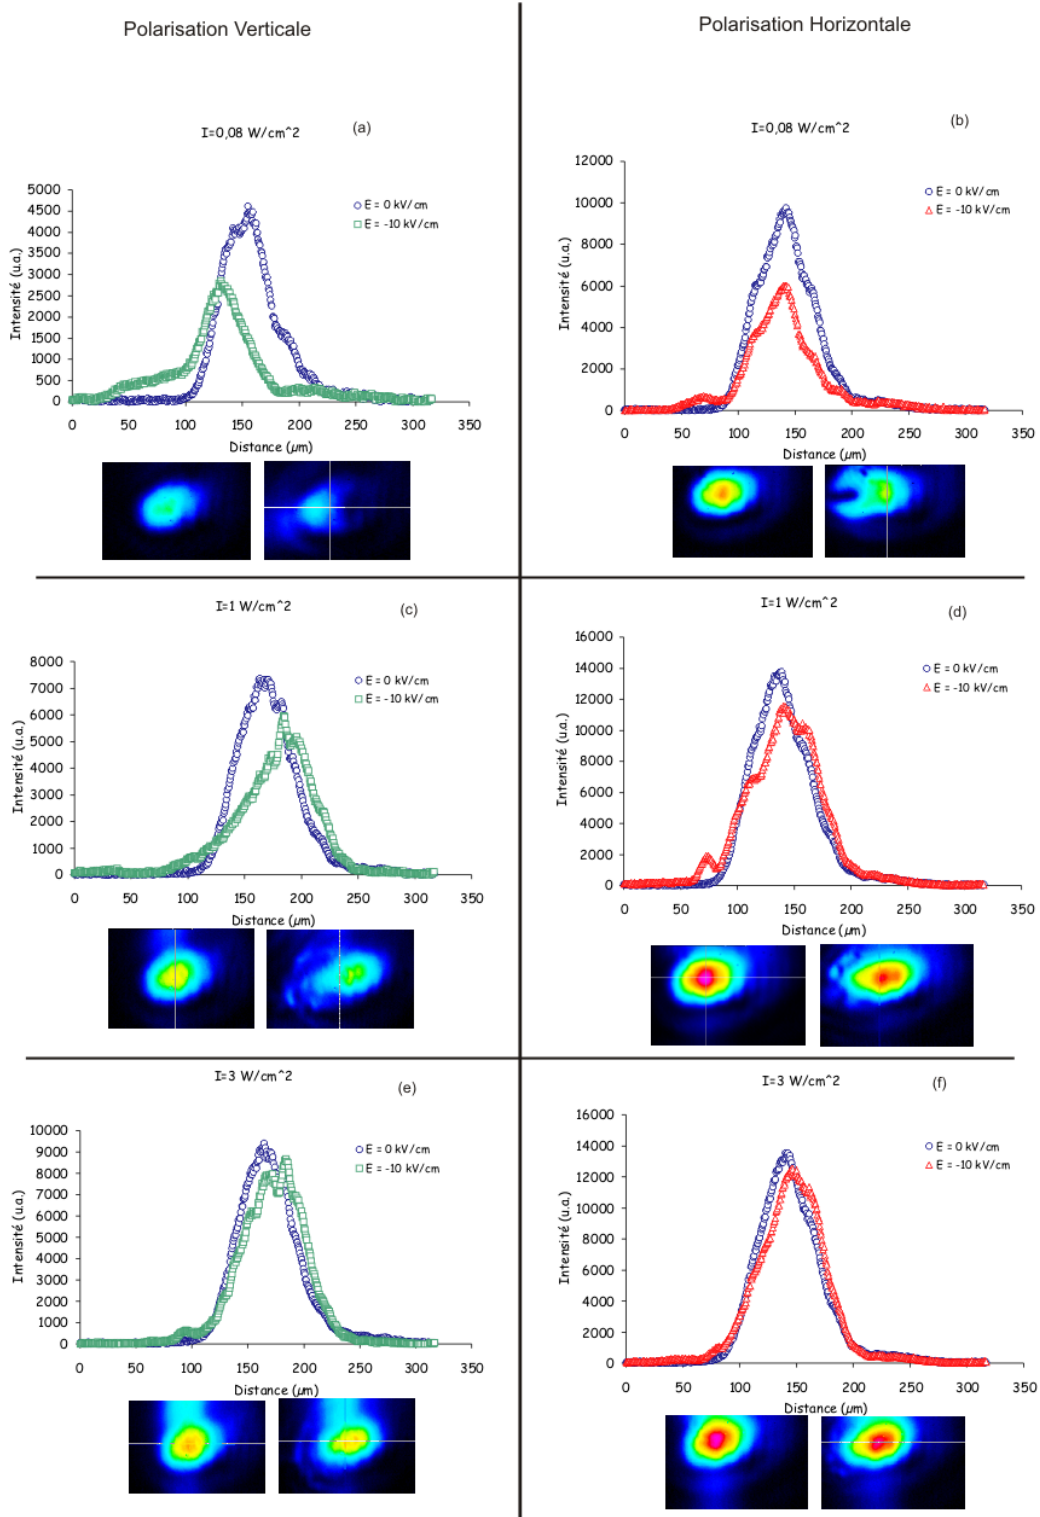 Polarisation Verticale
Polarisation Horizontale
I=0,08 W/cm^2
(a)
5000
4500
4000
3500
3000
2500
2000
1500
1000
500
0
Intensité (u.a.)
E = 0 kV/cm
E = -10 kV/cm
0 50 100 150 200 250 300 350
Distance (µm)
I=0,08 W/cm^2
(b)
12000
10000
8000
6000
4000
2000
0
Intensité (u.a.)
E = 0 kV/cm
E = -10 kV/cm
0 50 100 150 200 250 300 350
Distance (µm)
I=1 W/cm^2
(c)
8000
7000
6000
5000
4000
3000
2000
1000
0
Intensité (u.a.)
E = 0 kV/cm
E = -10 kV/cm
0 50 100 150 200 250 300 350
Distance (µm)
I=1 W/cm^2
(d)
16000
14000
12000
10000
8000
6000
4000
2000
0
Intensité (u.a.)
E = 0 kV/cm
E = -10 kV/cm
0 50 100 150 200 250 300 350
Distance (µm)
I=3 W/cm^2
(e)
10000
9000
8000
7000
6000
5000
4000
3000
2000
1000
0
Intensité (u.a.)
E = 0 kV/cm
E = -10 kV/cm
0 50 100 150 200 250 300 350
Distance (µm)
I=3 W/cm^2
(f)
16000
14000
12000
10000
8000
6000
4000
2000
0
Intensité (u.a.)
E = 0 kV/cm
E = -10 kV/cm
0 50 100 150 200 250 300 350
Distance (µm)